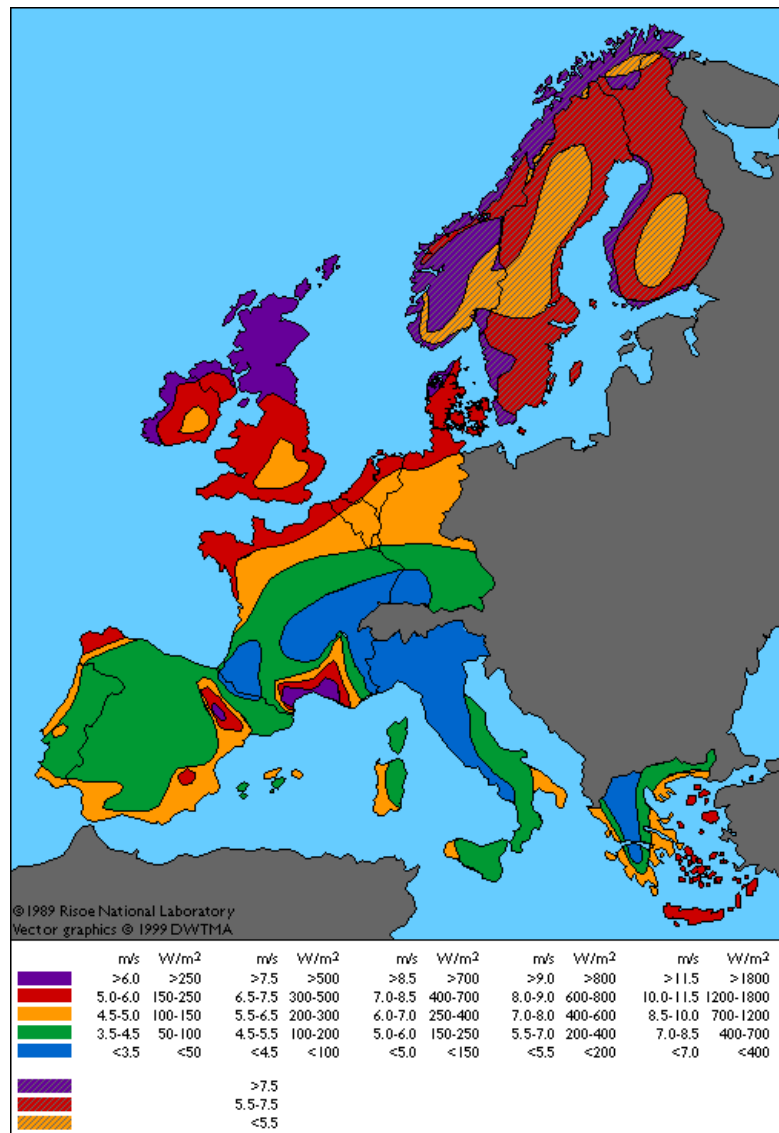 ©1989 Risoe National Laboratory
Vector graphics © 1999 DWTMA
m/s W/m² m/s W/m² m/s W/m² m/s W/m² m/s W/m²
>6.0 >250 >7.5 >500 >8.5 >700 >9.0 >800 >11.5 >1800
5.0-6.0 150-250 6.5-7.5 300-500 7.0-8.5 400-700 8.0-9.0 600-800 10.0-11.5 1200-1800
4.5-5.0 100-150 5.5-6.5 200-300 6.0-7.0 250-400 7.0-8.0 400-600 8.5-10.0 700-1200
3.5-4.5 50-100 4.5-5.5 100-200 5.0-6.0 150-250 5.5-7.0 200-400 7.0-8.5 400-700
<3.5 <50 <4.5 <100 <5.0 <150 <5.5 <200 <7.0 <400
>7.5
5.5-7.5
<5.5